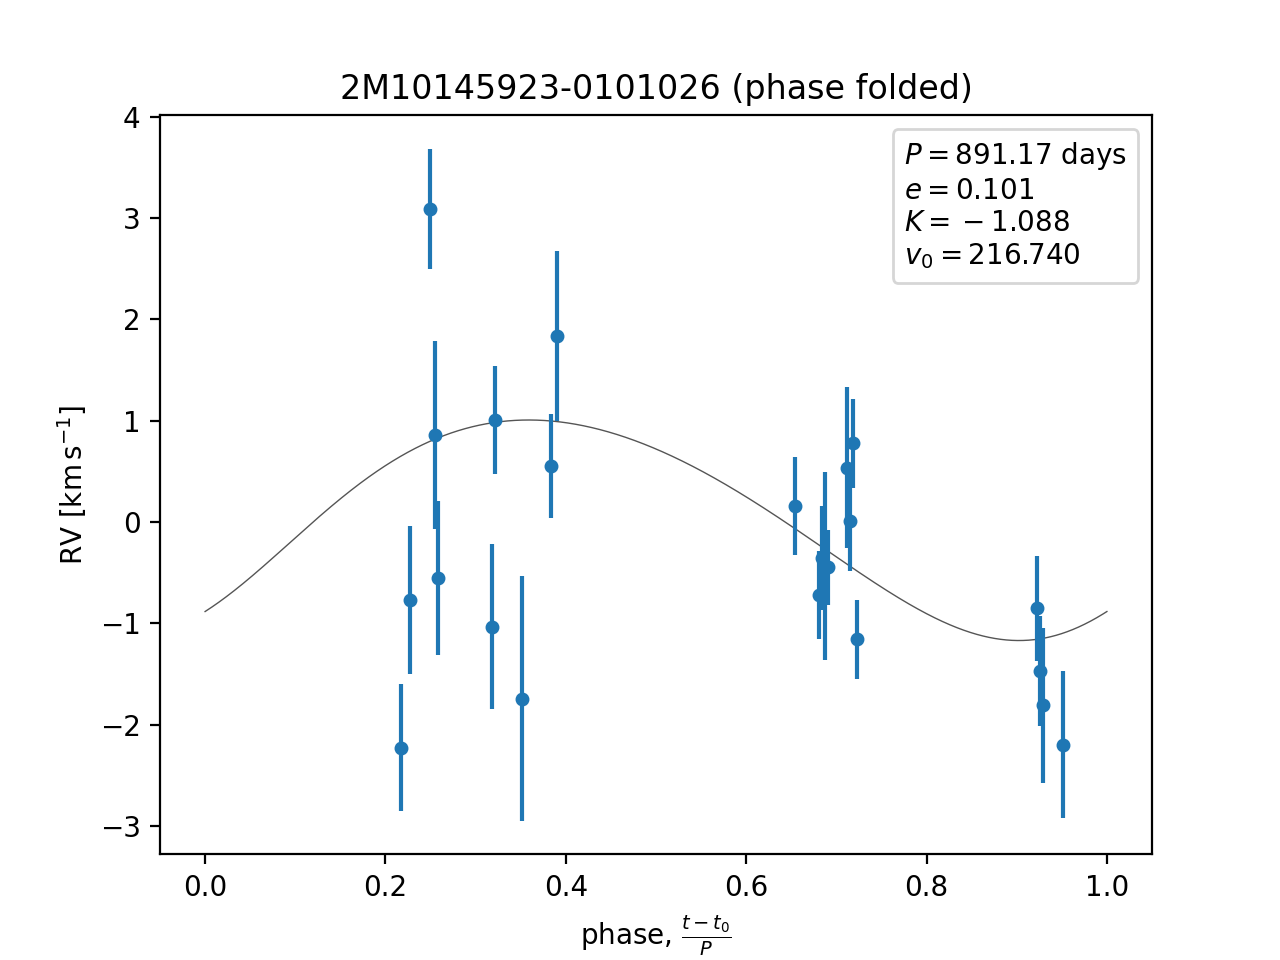 2M10145923-0101026 (phase folded)
P = 891.17 days
e = 0.101
K = −1.088
v₀ = 216.740
4
3
2
1
0
−1
−2
−3
RV [km s⁻¹]
0.0 0.2 0.4 0.6 0.8 1.0
phase, (t − t₀)/P